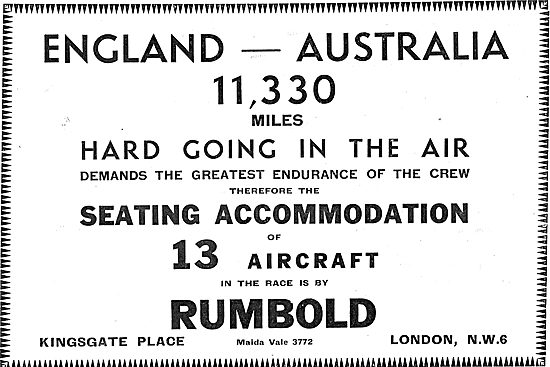 ENGLAND — AUSTRALIA
11,330
MILES
HARD GOING IN THE AIR
DEMANDS THE GREATEST ENDURANCE OF THE CREW
THEREFORE THE
SEATING ACCOMMODATION
OF
13 AIRCRAFT
IN THE RACE IS BY
RUMBOLD
KINGSGATE PLACE Maida Vale 3772 LONDON, N.W.6